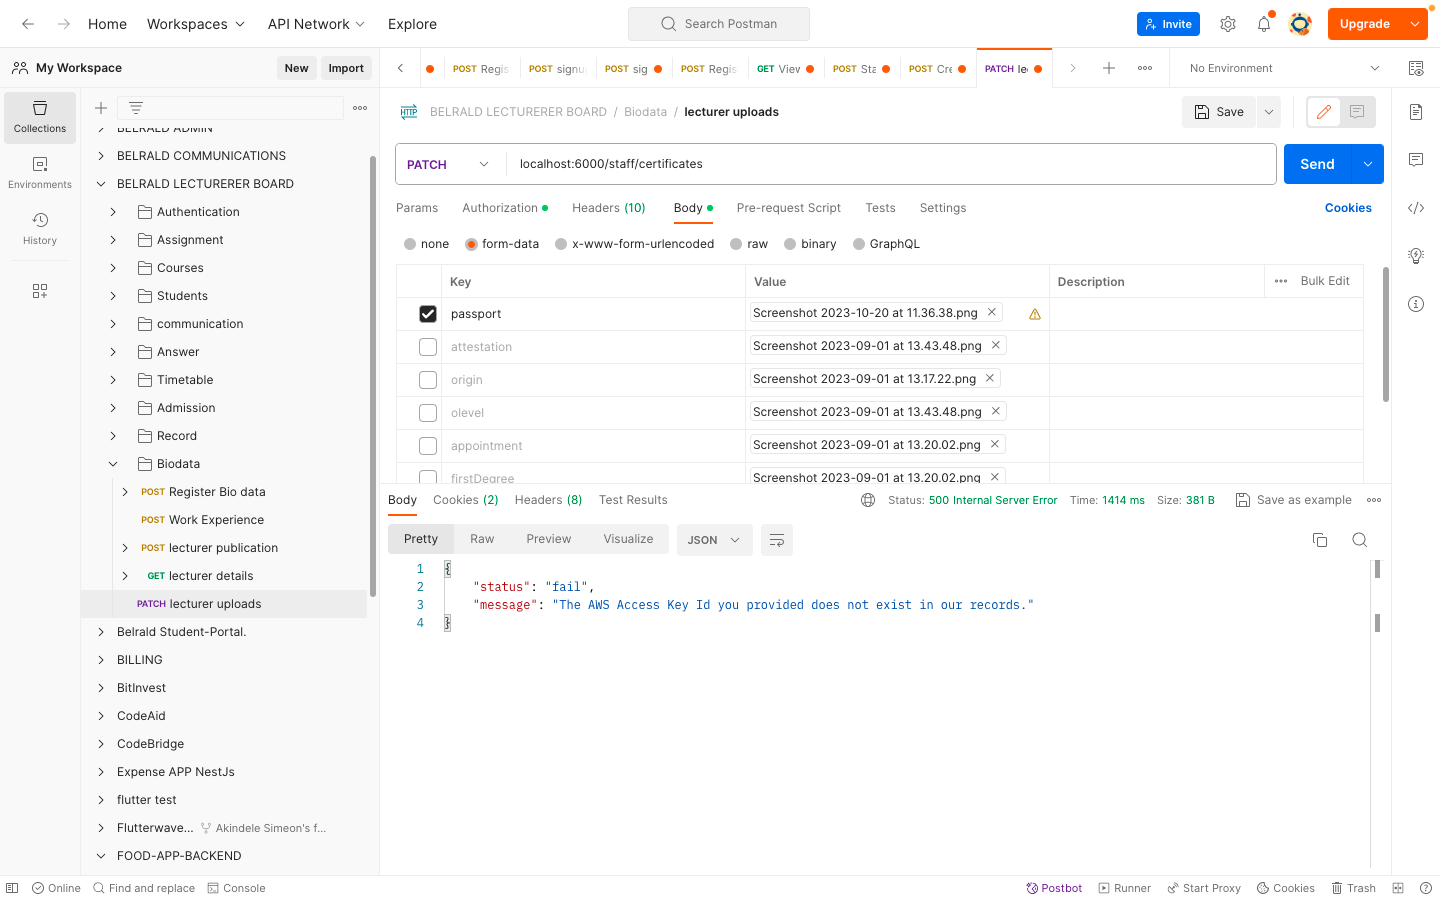 Home
Workspaces
API Network
Explore
Search Postman
Invite
Upgrade
My Workspace
New
Import
POST Regis
POST signu
POST sig
POST Regis
GET View
POST Sta
POST Cre
PATCH le
No Environment
Collections
Environments
History
BELRALD ADMIN
BELRALD COMMUNICATIONS
BELRALD LECTURERER BOARD
Authentication
Assignment
Courses
Students
communication
Answer
Timetable
Admission
Record
Biodata
POST Register Bio data
POST Work Experience
POST lecturer publication
GET lecturer details
PATCH lecturer uploads
Belrald Student-Portal.
BILLING
BitInvest
CodeAid
CodeBridge
Expense APP NestJs
flutter test
Flutterwave... Akindele Simeon's f...
FOOD-APP-BACKEND
HTTP BELRALD LECTURERER BOARD / Biodata / lecturer uploads
Save
PATCH localhost:6000/staff/certificates
Send
Params Authorization Headers (10) Body Pre-request Script Tests Settings Cookies
none form-data x-www-form-urlencoded raw binary GraphQL
Key Value Description Bulk Edit
passport Screenshot 2023-10-20 at 11.36.38.png
attestation Screenshot 2023-09-01 at 13.43.48.png
origin Screenshot 2023-09-01 at 13.17.22.png
olevel Screenshot 2023-09-01 at 13.43.48.png
appointment Screenshot 2023-09-01 at 13.20.02.png
firstDegree Screenshot 2023-09-01 at 13.20.02.png
Body Cookies (2) Headers (8) Test Results Status: 500 Internal Server Error Time: 1414 ms Size: 381 B Save as example
Pretty Raw Preview Visualize JSON
1 {
2 "status": "fail",
3 "message": "The AWS Access Key Id you provided does not exist in our records."
4 }
Online Find and replace Console Postbot Runner Start Proxy Cookies Trash